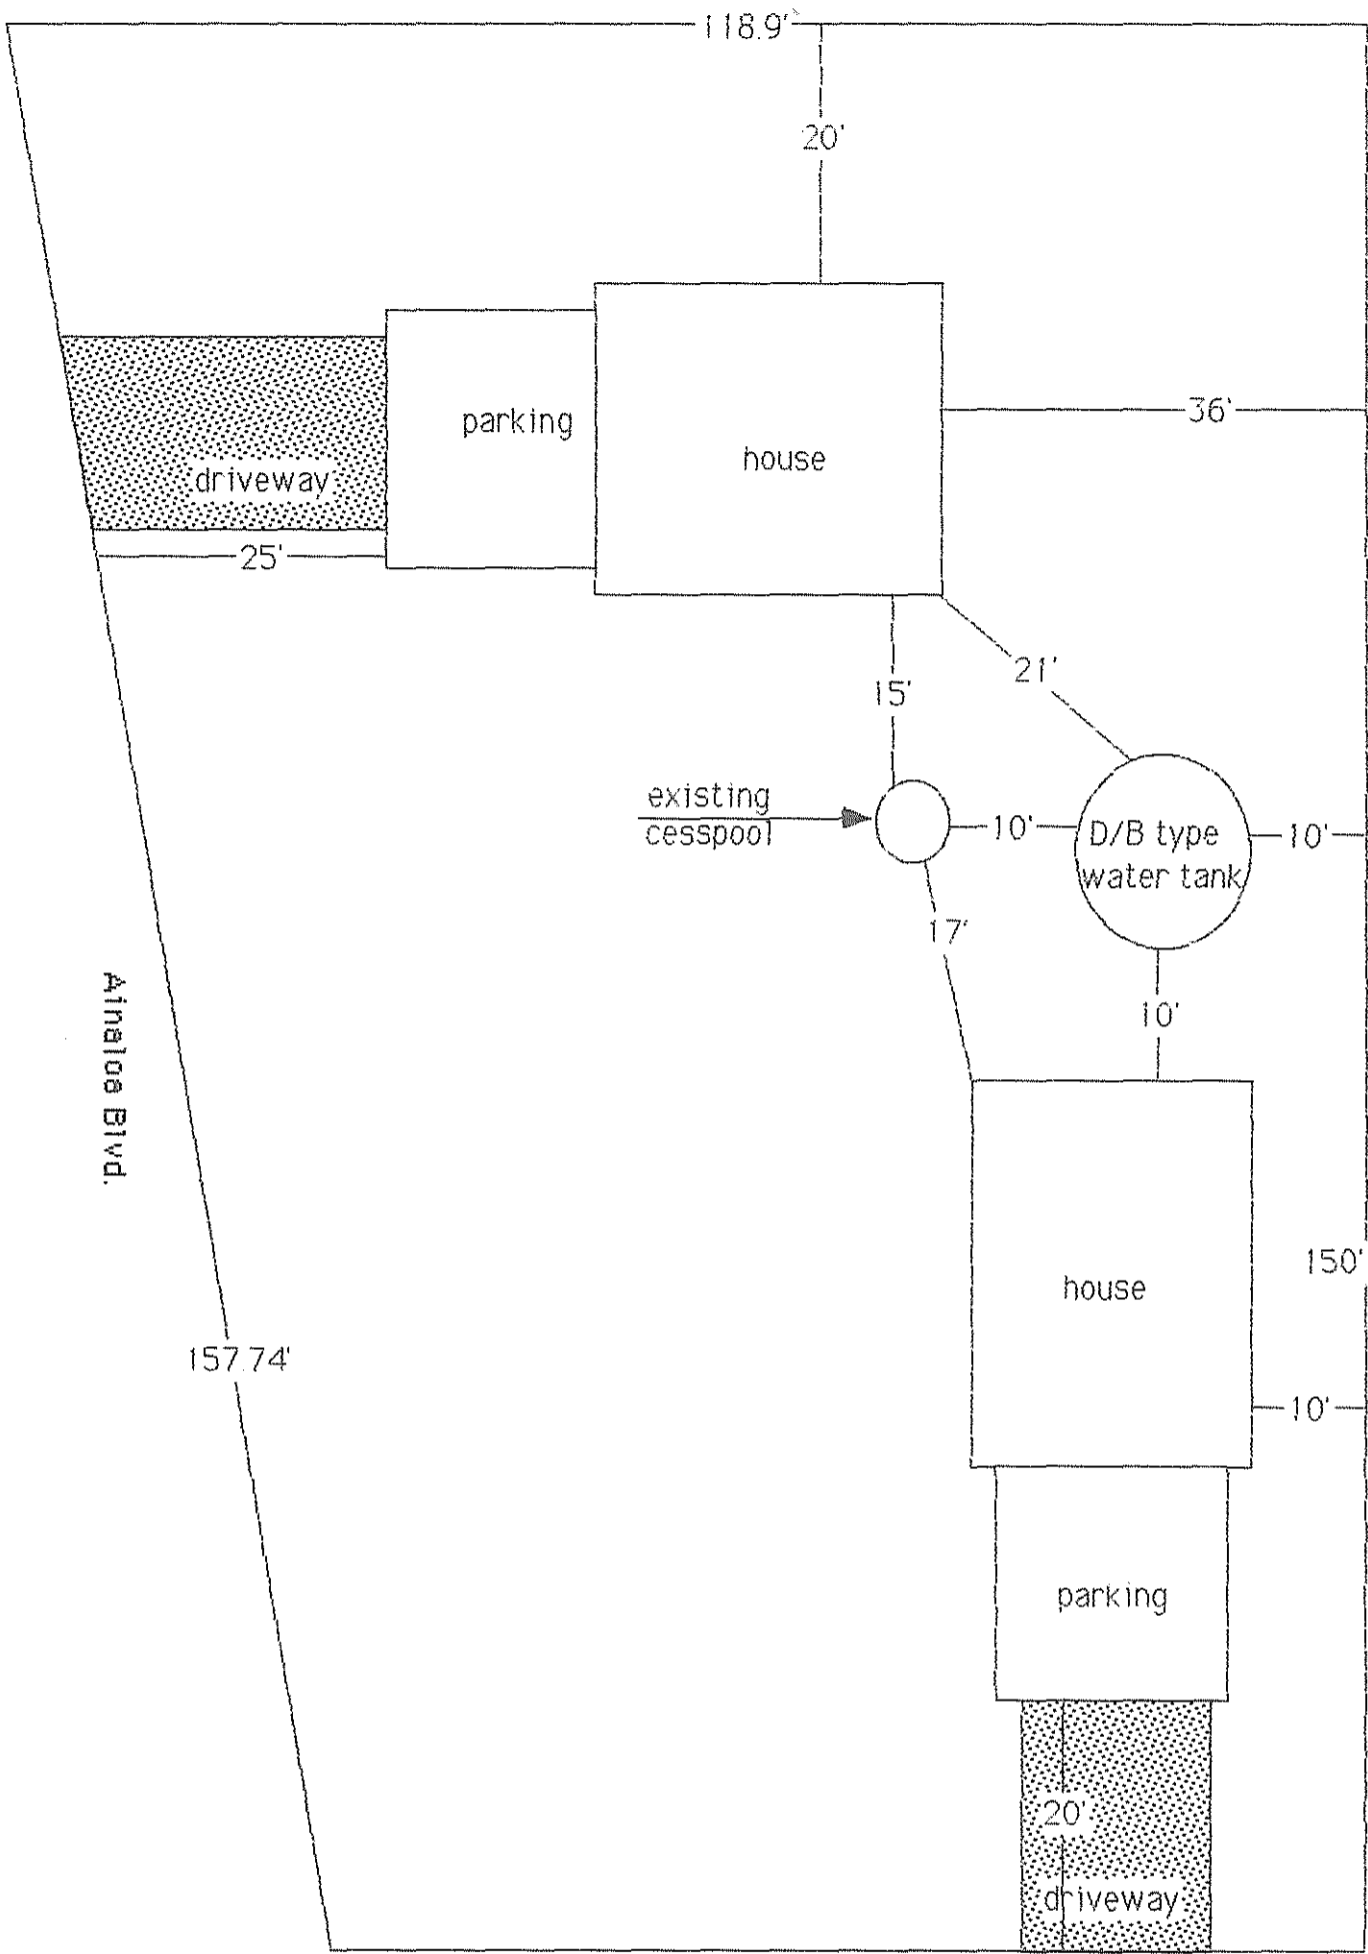 118.9'
20'
parking
house
36'
driveway
25'
21'
15'
existing
cesspool
10'
D/B type
water tank
10'
17'
10'
Ainaloa Blvd.
150'
house
157.74'
10'
parking
20'
driveway